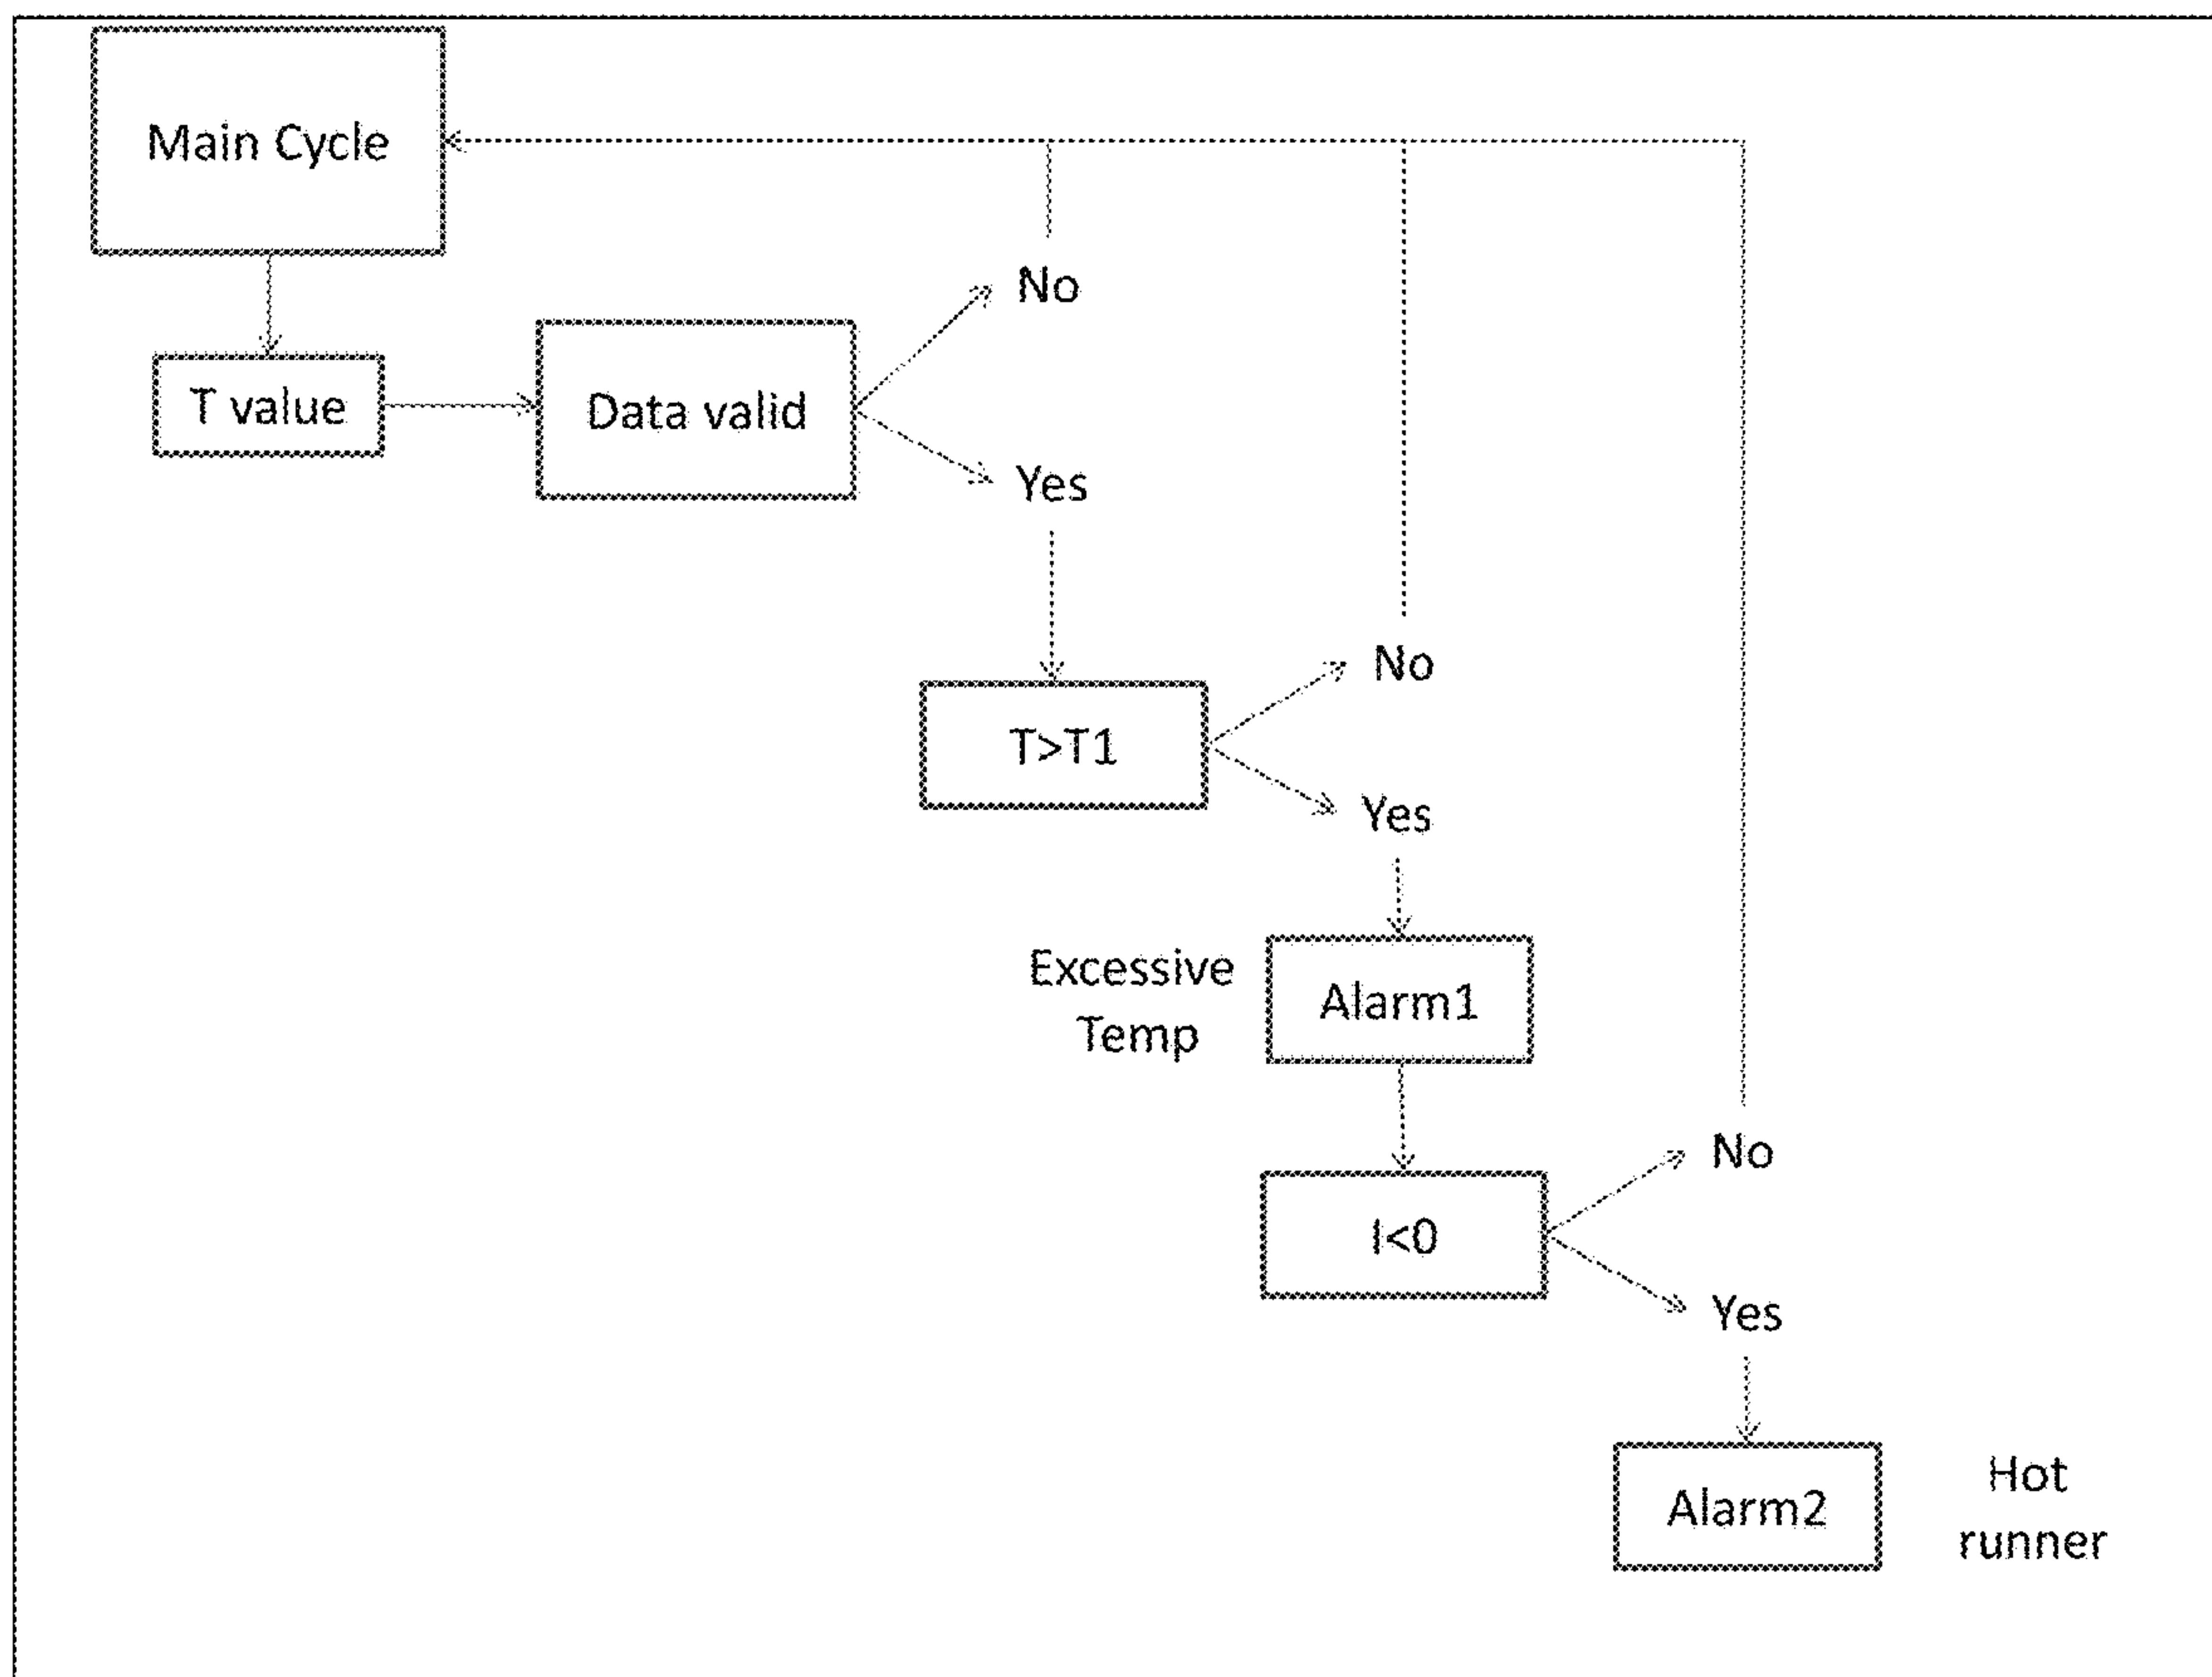 Main Cycle
No
T value
Data valid
Yes
No
T>T1
Yes
Excessive
Temp
Alarm1
No
I<0
Yes
Alarm2
Hot
runner